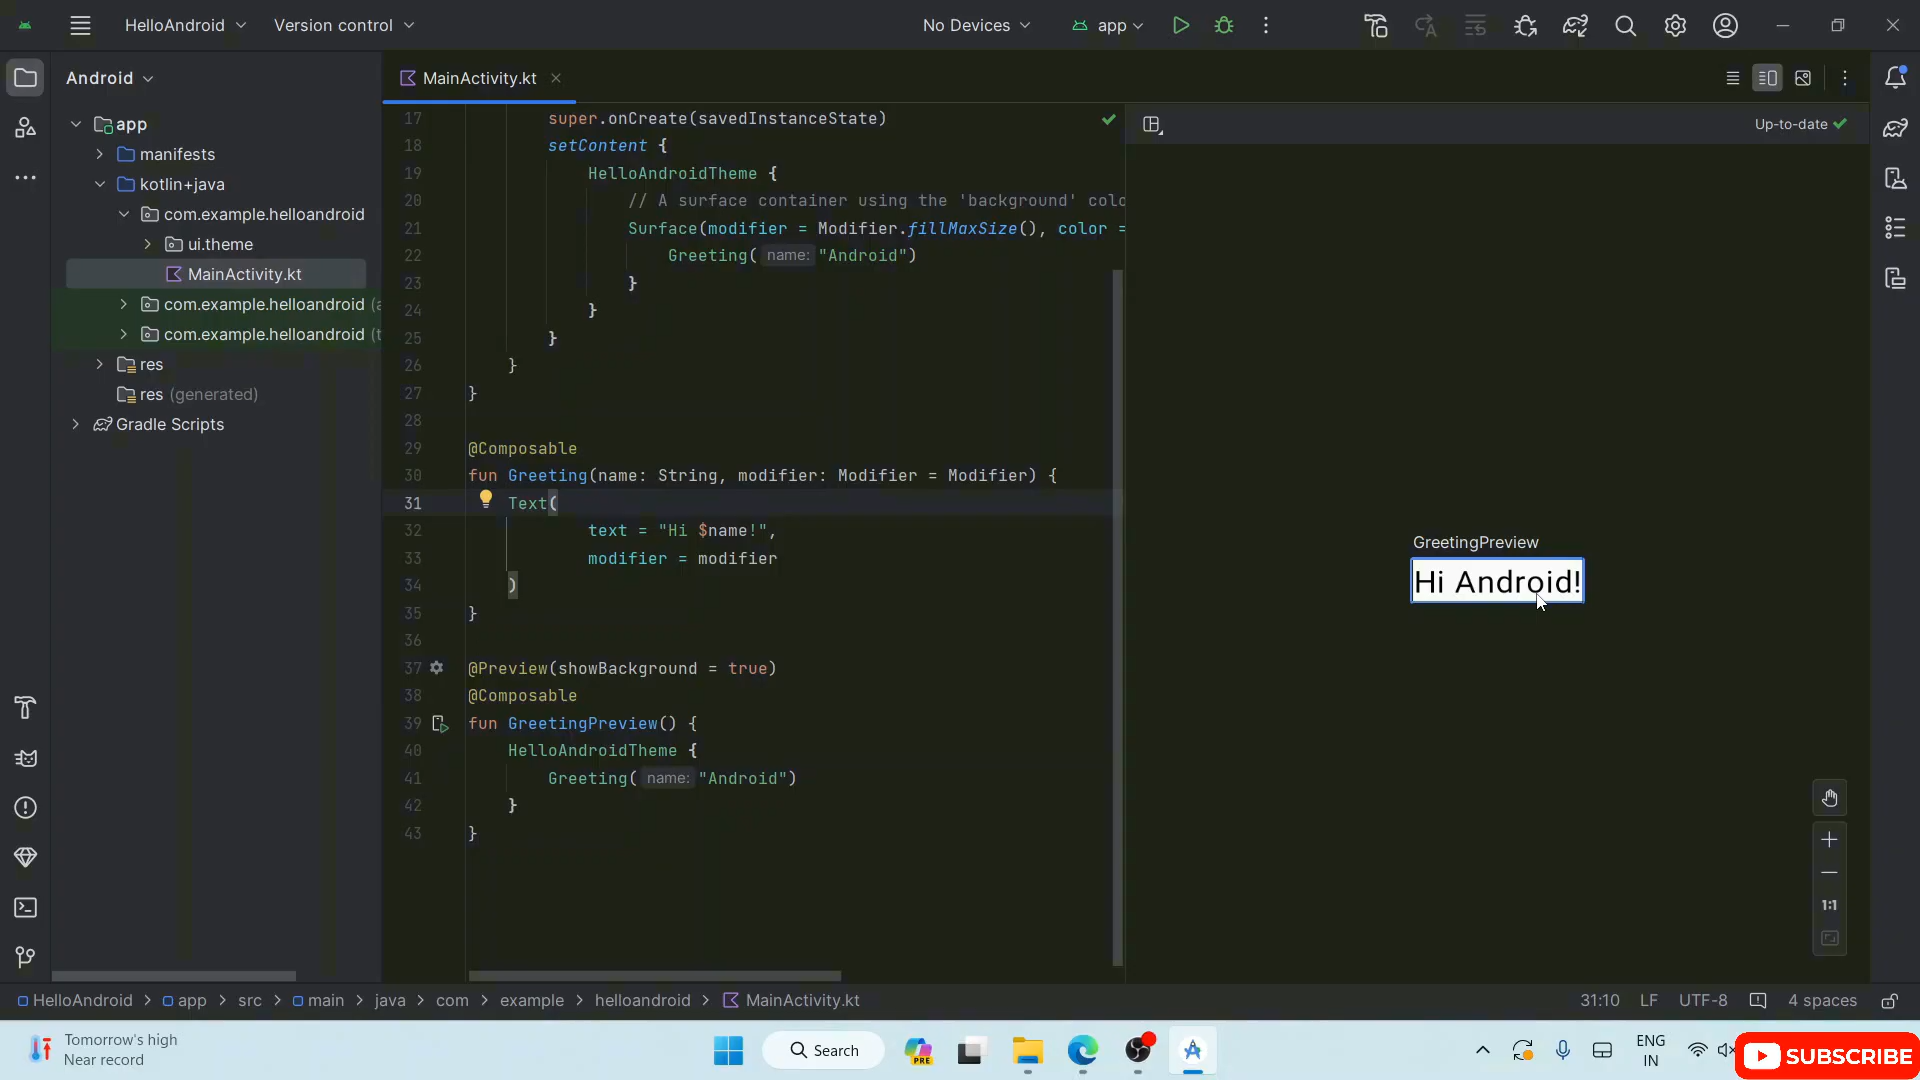 HelloAndroid
Version control
No Devices
app
Android
MainActivity.kt
app
manifests
kotlin+java
com.example.helloandroid
ui.theme
MainActivity.kt
com.example.helloandroid (a
com.example.helloandroid (t
res
res (generated)
Gradle Scripts
17 super.onCreate(savedInstanceState)
18 setContent {
19 HelloAndroidTheme {
20 // A surface container using the 'background' colo
21 Surface(modifier = Modifier.fillMaxSize(), color =
22 Greeting( name: "Android")
23 }
24 }
25 }
26 }
27 }
28
29 @Composable
30 fun Greeting(name: String, modifier: Modifier = Modifier) {
31 Text(
32 text = "Hi $name!",
33 modifier = modifier
34 )
35 }
36
37 @Preview(showBackground = true)
38 @Composable
39 fun GreetingPreview() {
40 HelloAndroidTheme {
41 Greeting( name: "Android")
42 }
43 }
Up-to-date
GreetingPreview
Hi Android!
1:1
HelloAndroid > app > src > main > java > com > example > helloandroid > MainActivity.kt
31:10 LF UTF-8 4 spaces
Tomorrow's high
Near record
Search
PRE
ENG
IN
SUBSCRIBE